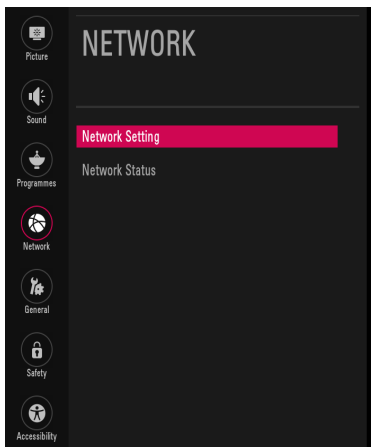 NETWORK
Picture
Sound
Network Setting
Network Status
Programmes
Network
General
Safety
Accessibility